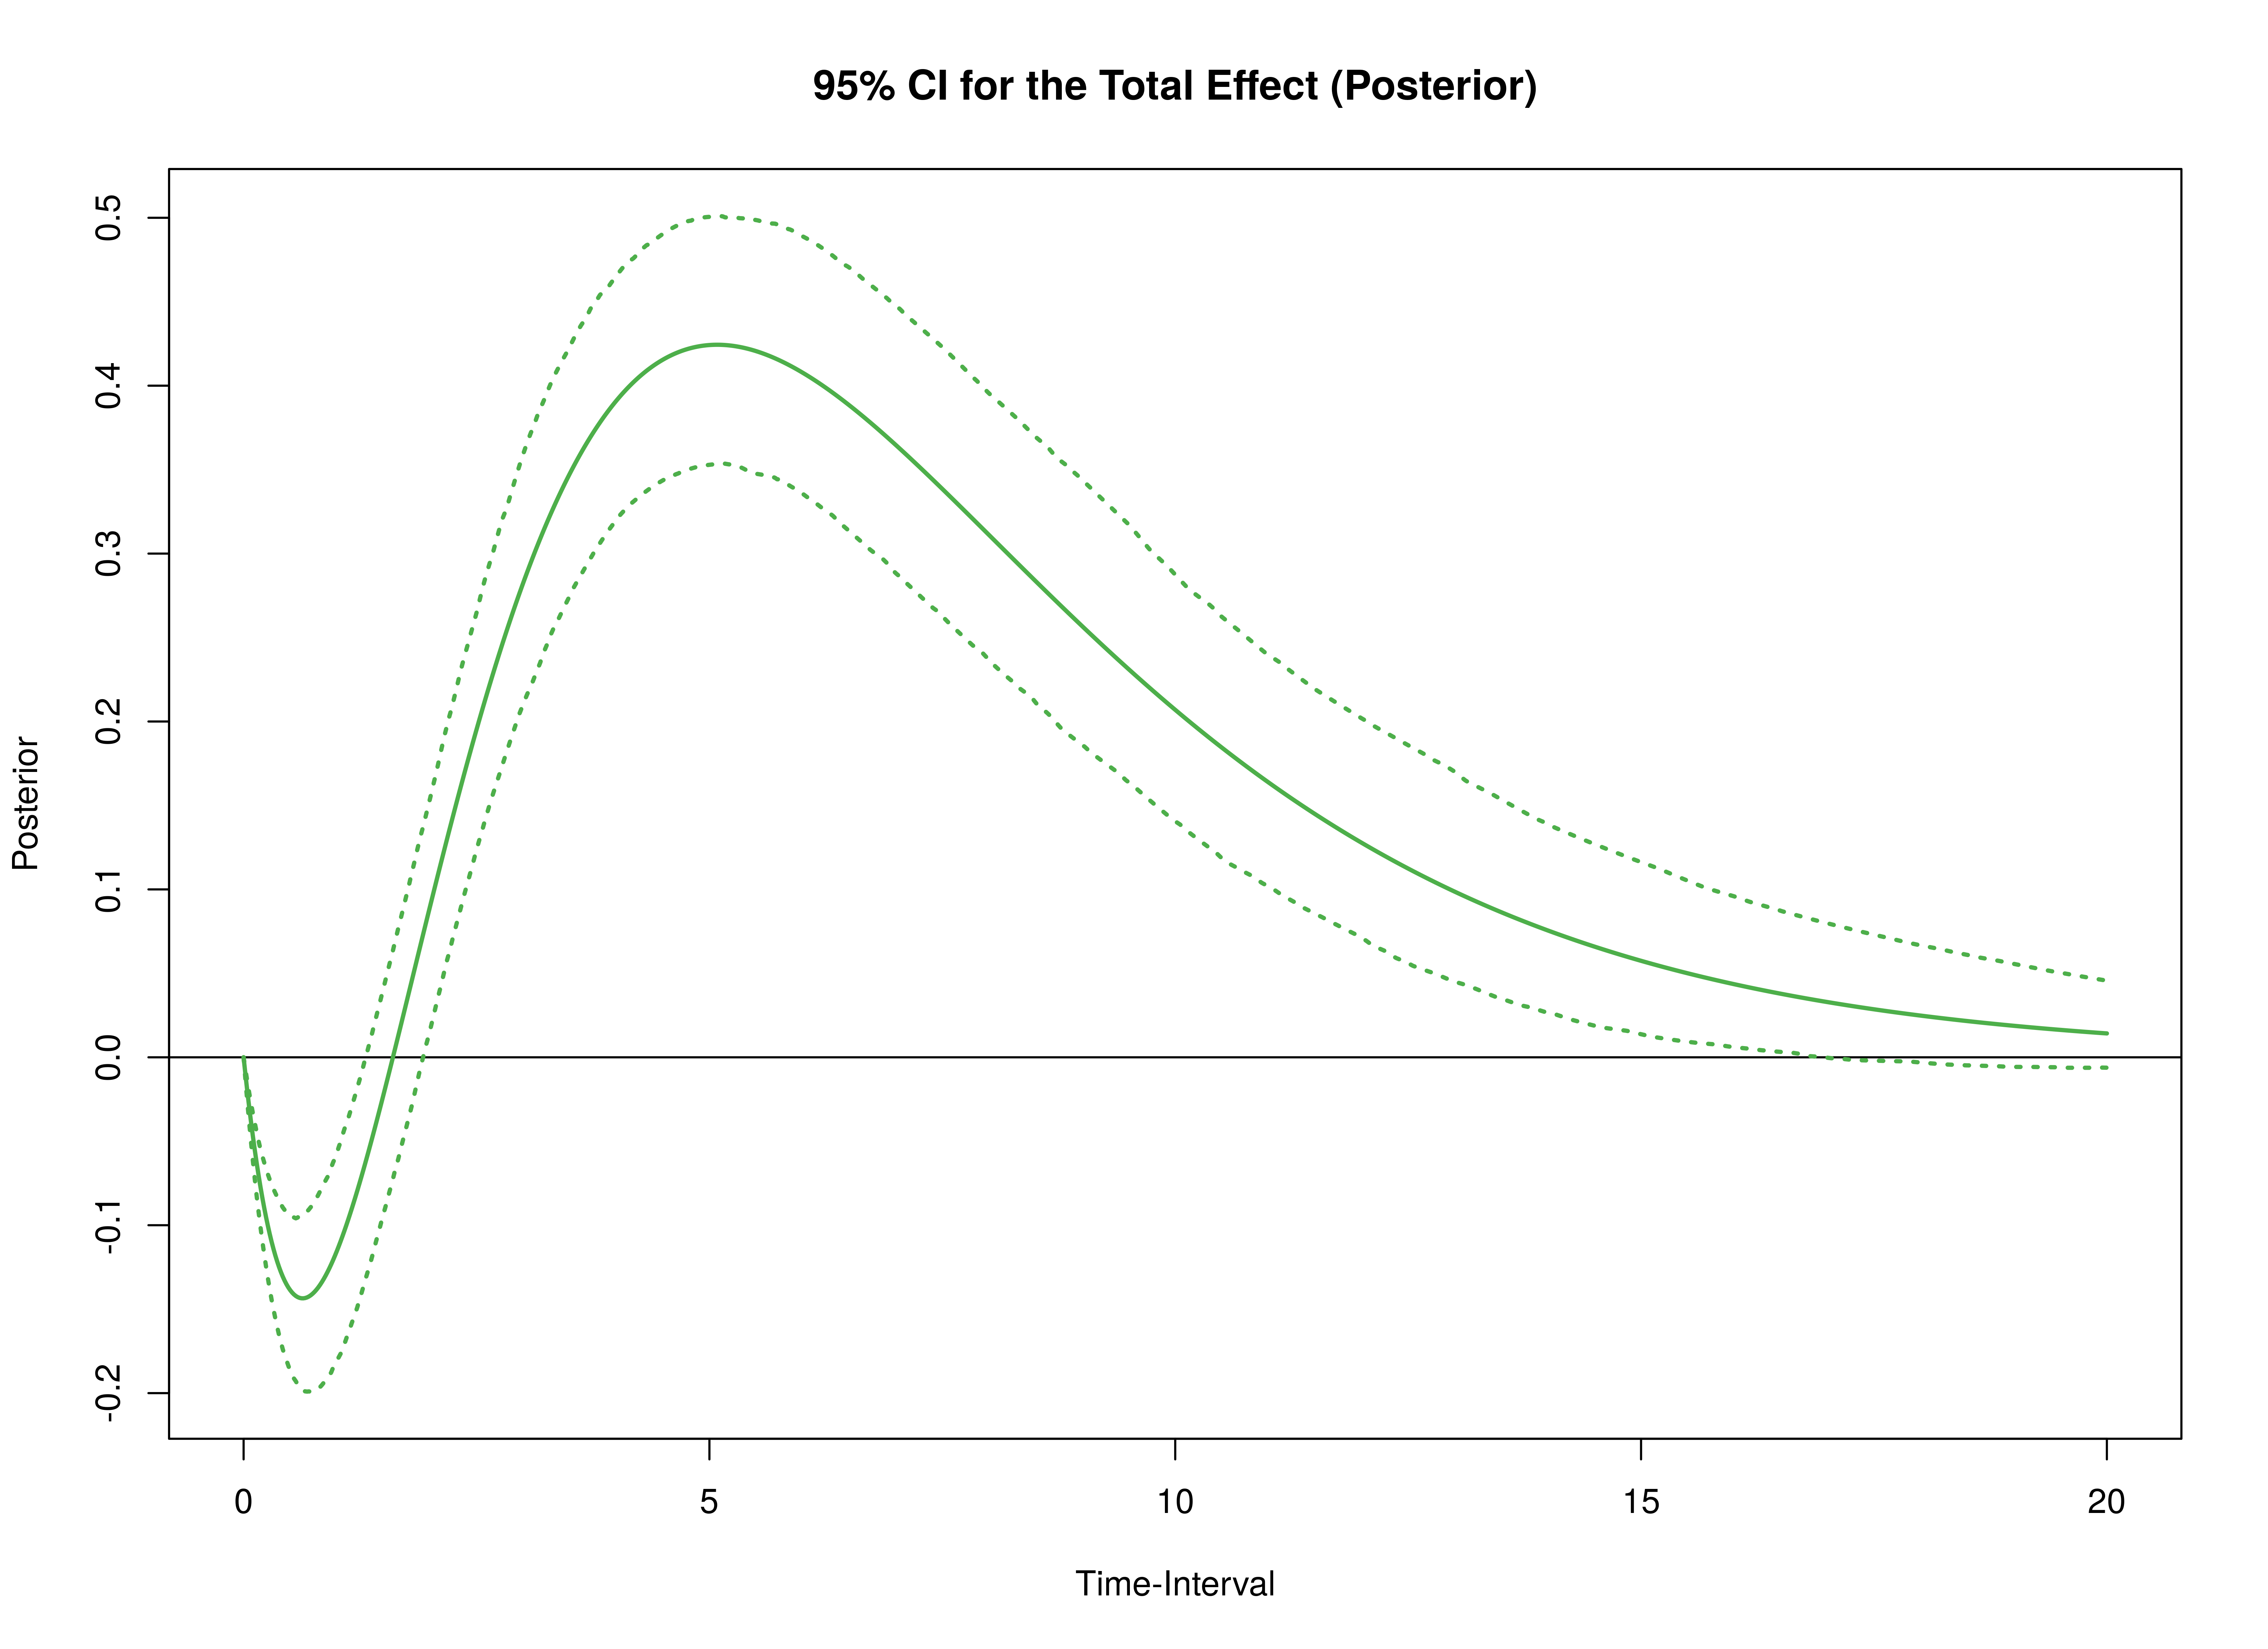 95% CI for the Total Effect (Posterior)
Posterior
0.5
0.4
0.3
0.2
0.1
0.0
-0.1
-0.2
0 5 10 15 20
Time-Interval